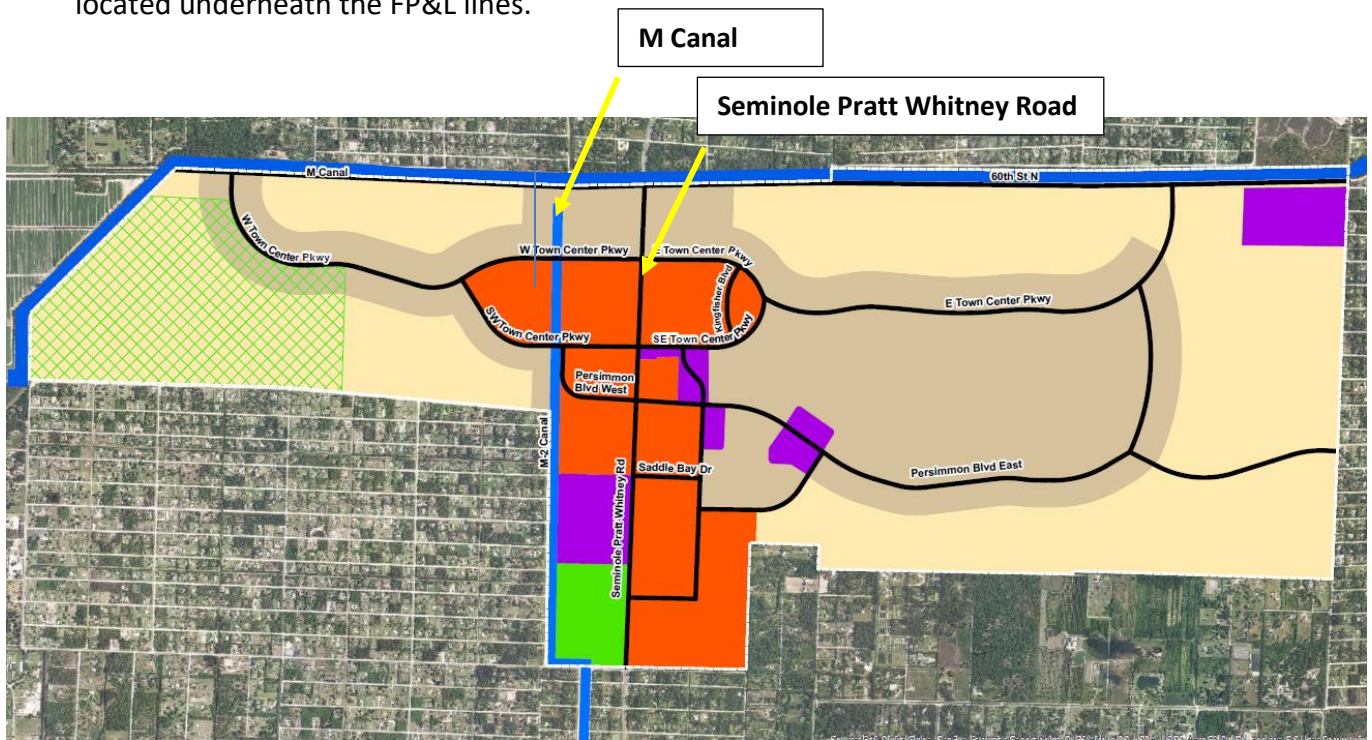 located underneath the FP&L lines.
M Canal
Seminole Pratt Whitney Road
M Canal
60th St N
W Town Center Pkwy
W Town Center Pkwy
E Town Center Pkwy
Kingfisher Blvd
E Town Center Pkwy
SW Town Center Pkwy
SE Town Center Pkwy
Persimmon
Blvd West
M-2 Canal
Saddle Bay Dr
Persimmon Blvd East
Seminole Pratt Whitney Rd